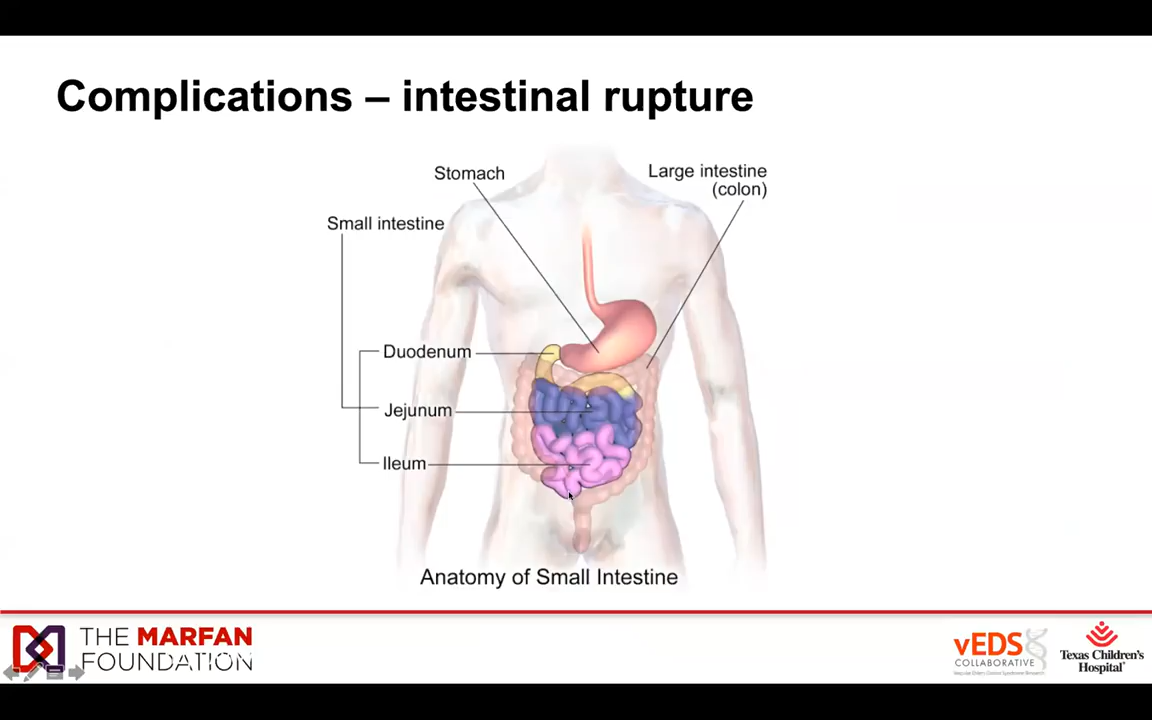 Complications – intestinal rupture
Stomach
Large intestine
(colon)
Small intestine
Duodenum
Jejunum
Ileum
Anatomy of Small Intestine
THE MARFAN
FOUNDATION
vEDS
COLLABORATIVE
Texas Children's
Hospital